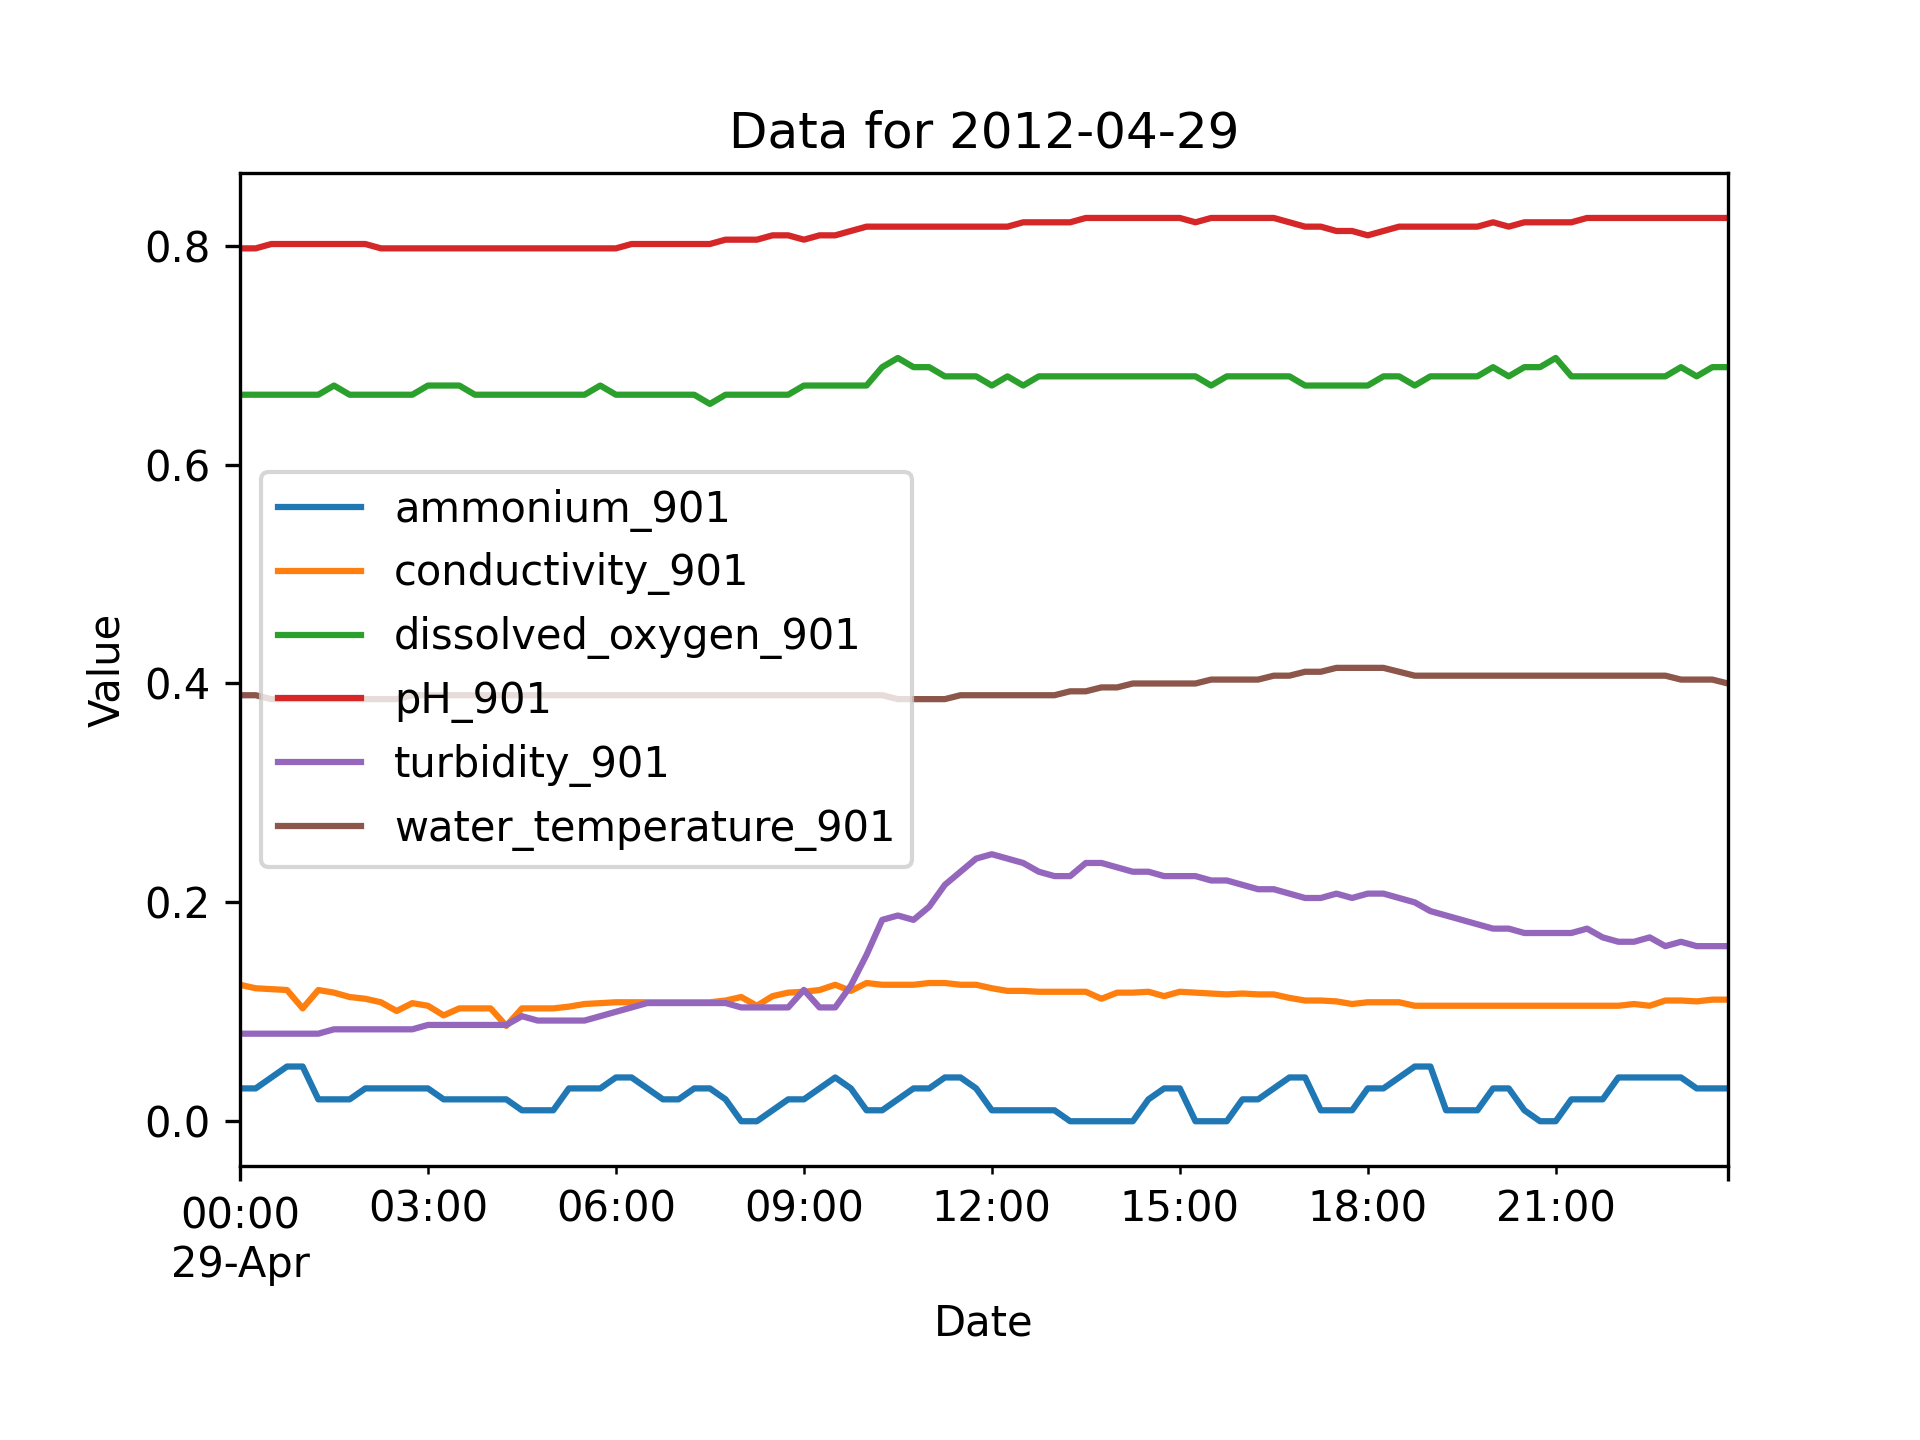 Data for 2012-04-29
Value
0.8
0.6
0.4
0.2
0.0
ammonium_901
conductivity_901
dissolved_oxygen_901
pH_901
turbidity_901
water_temperature_901
00:00 03:00 06:00 09:00 12:00 15:00 18:00 21:00
29-Apr
Date